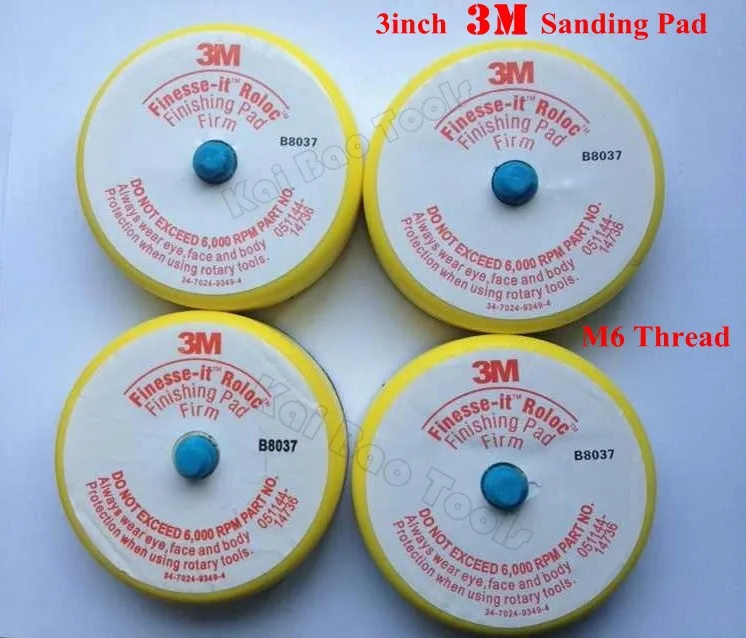 3inch 3M Sanding Pad
3M
Finesse-it™ Roloc™
Finishing Pad
Firm
B8037
DO NOT EXCEED 6,000 RPM PART NO.
Always wear eye, face and body
051144-
Protection when using rotary tools.
14736
34-7024-9349-4
3M
Finesse-it™ Roloc™
Finishing Pad
Firm
B8037
DO NOT EXCEED 6,000 RPM PART NO.
Always wear eye, face and body
051144-
Protection when using rotary tools.
14736
34-7024-9349-4
Kai Bao Tools
M6 Thread
3M
Finesse-it™ Roloc™
Finishing Pad
Firm
B8037
DO NOT EXCEED 6,000 RPM PART NO.
Always wear eye, face and body
051144-
Protection when using rotary tools.
14736
34-7024-9349-4
3M
Finesse-it™ Roloc™
Finishing Pad
Firm
B8037
DO NOT EXCEED 6,000 RPM PART NO.
Always wear eye, face and body
051144-
Protection when using rotary tools.
14736
34-7024-9349-4
Kai Bao Tools